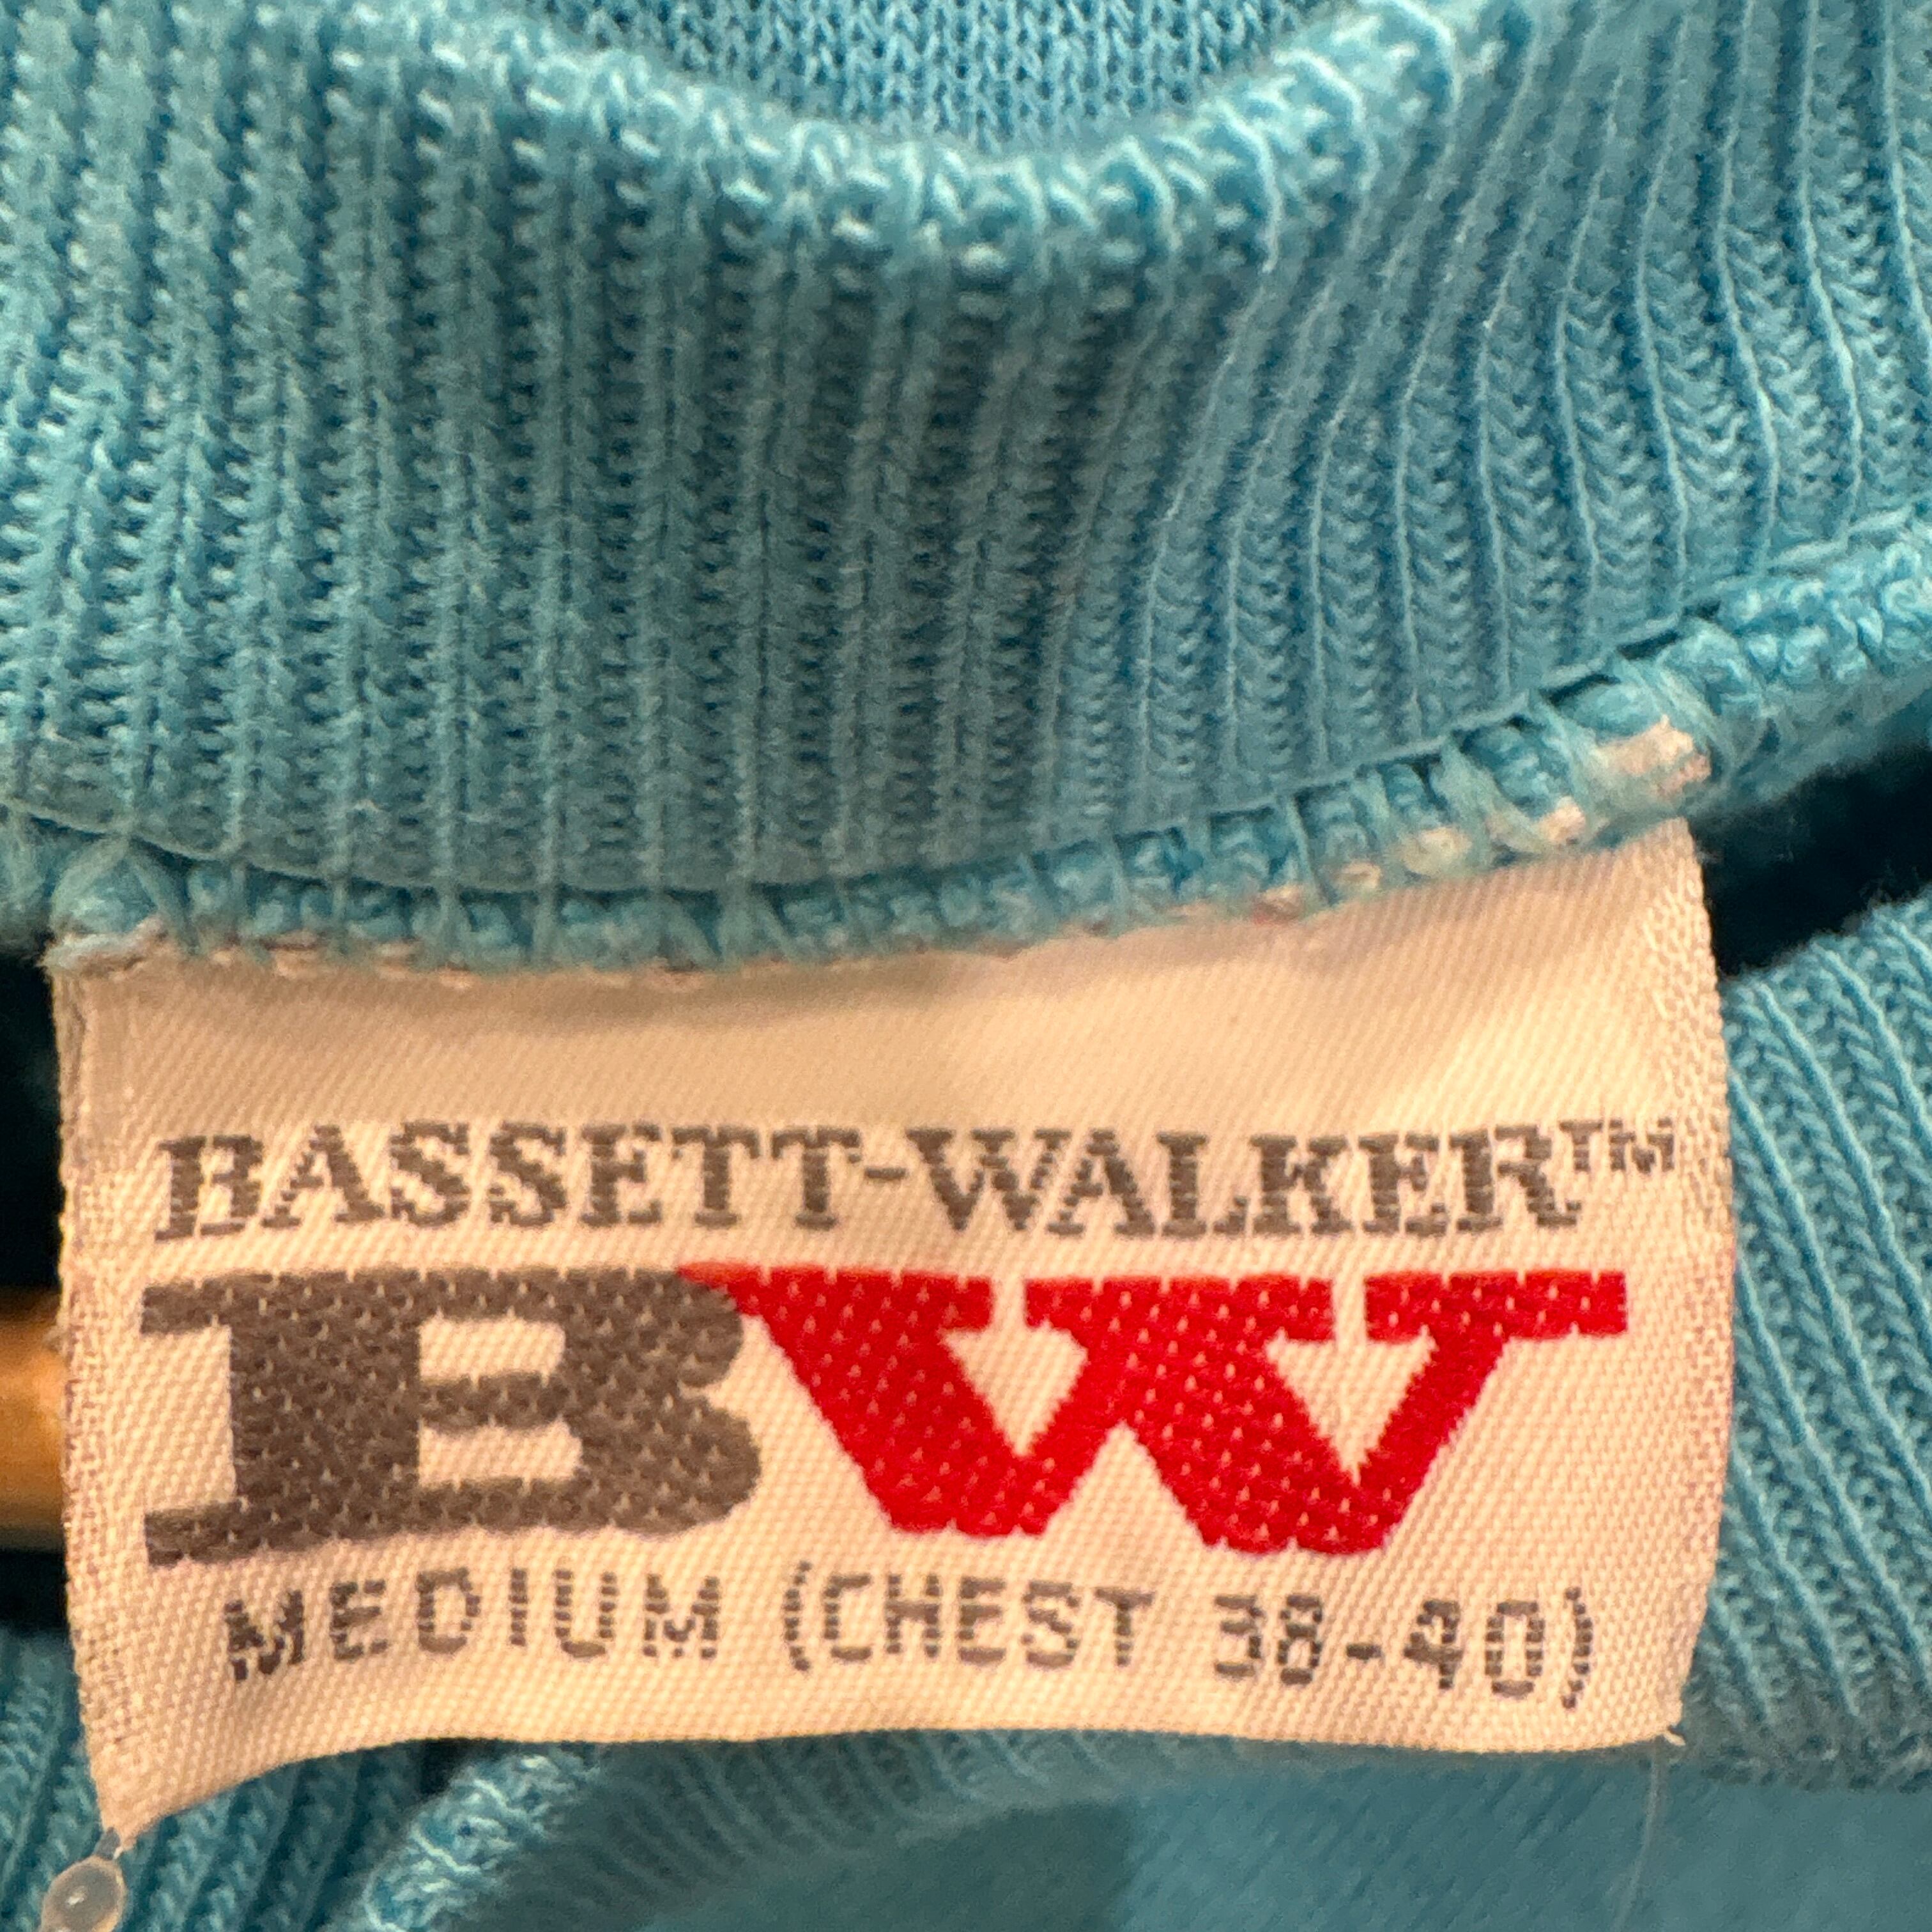 BASSETT-WALKER™
BW
MEDIUM (CHEST 38-40)